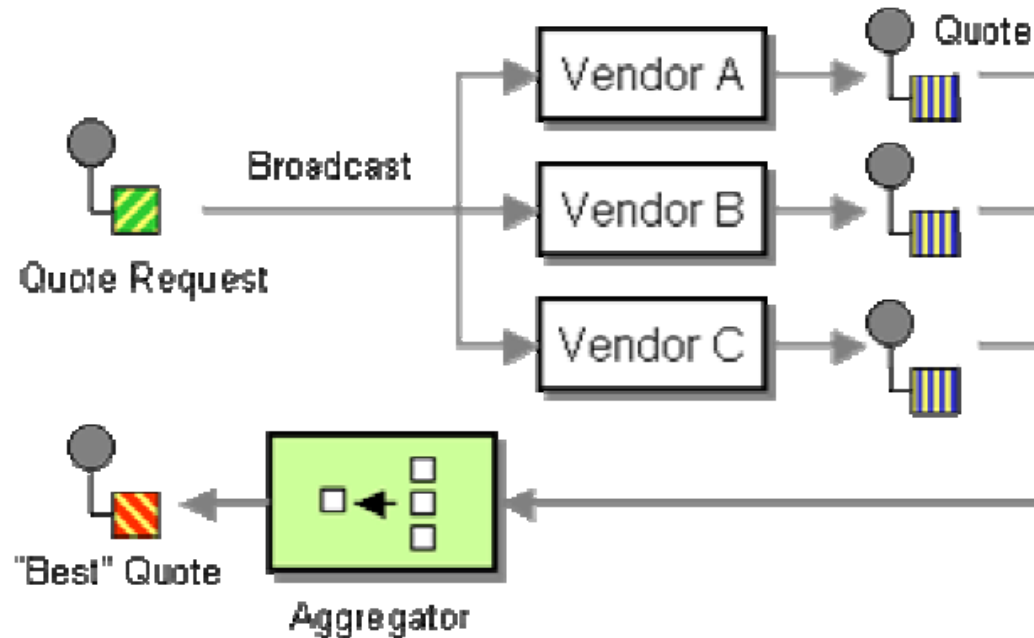 Quote
Vendor A
Broadcast
Vendor B
Quote Request
Vendor C
"Best" Quote
Aggregator